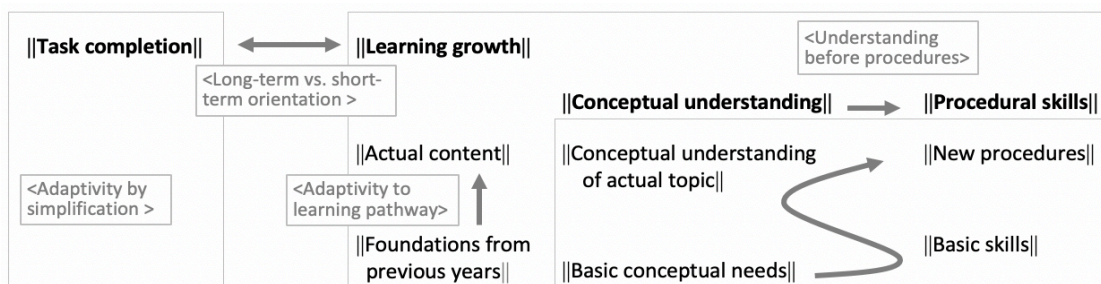 ||Task completion||
||Learning growth||
<Understanding
before procedures>
<Long-term vs. short-
term orientation >
||Conceptual understanding||
||Procedural skills||
||Actual content||
||Conceptual understanding
of actual topic||
||New procedures||
<Adaptivity by
simplification >
<Adaptivity to
learning pathway>
||Foundations from
previous years||
||Basic conceptual needs||
||Basic skills||